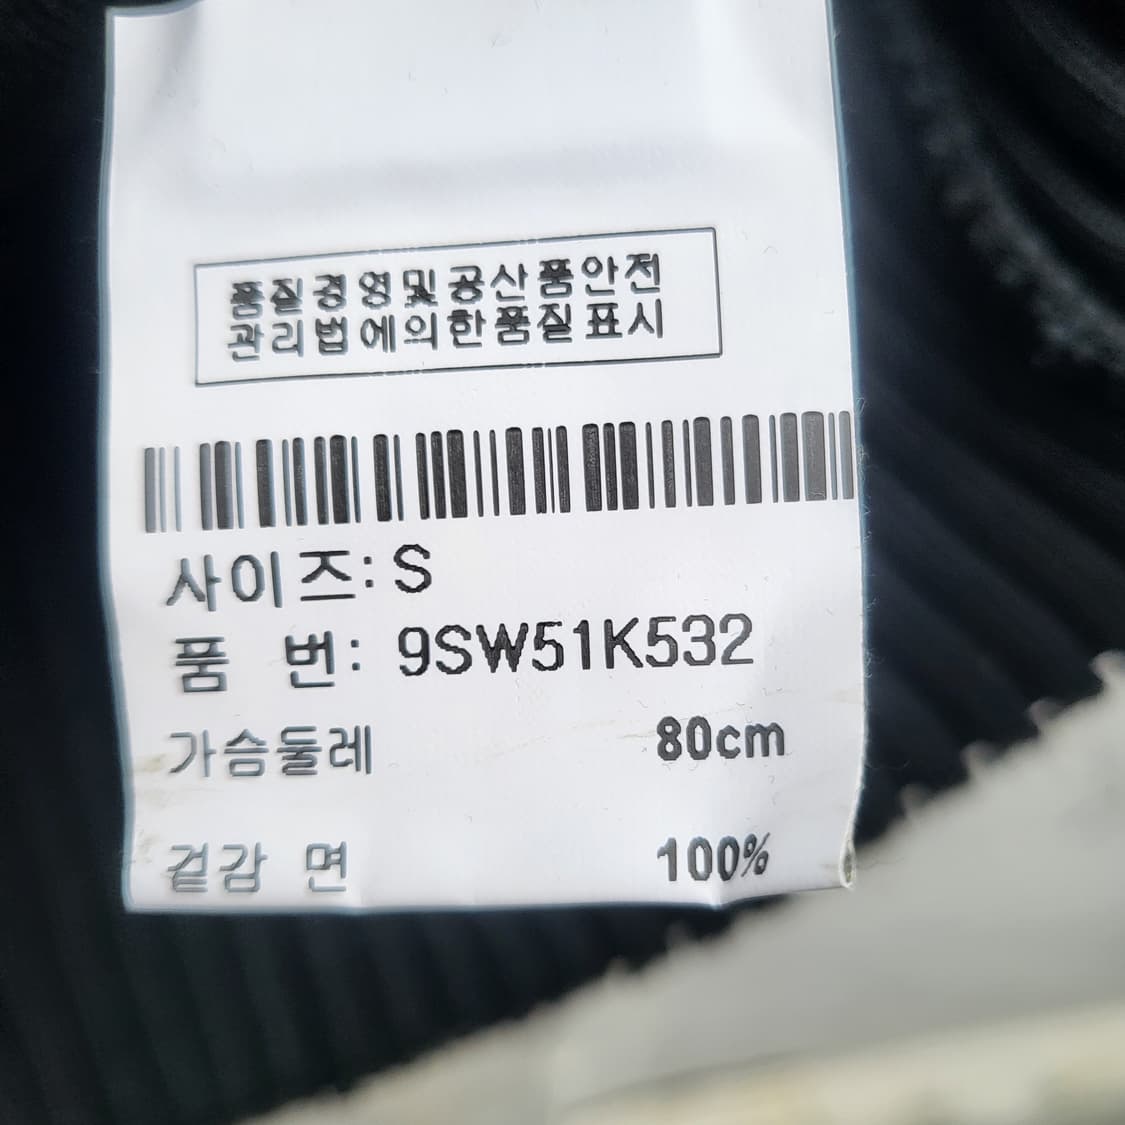 품질경영및공산품안전
관리법에의한품질표시
사이즈: S
품 번: 9SW51K532
가슴둘레 80cm
겉감 면 100%